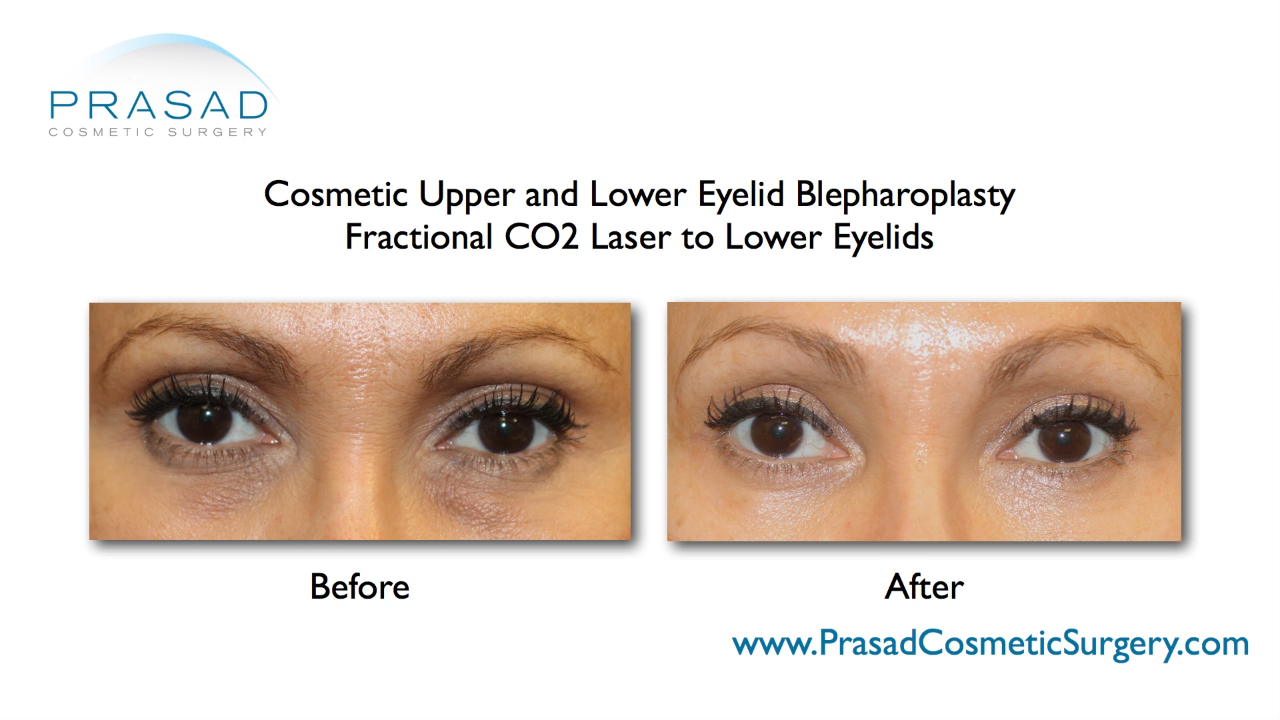 PRASAD
COSMETIC SURGERY
Cosmetic Upper and Lower Eyelid Blepharoplasty
Fractional CO2 Laser to Lower Eyelids
Before
After
www.PrasadCosmeticSurgery.com